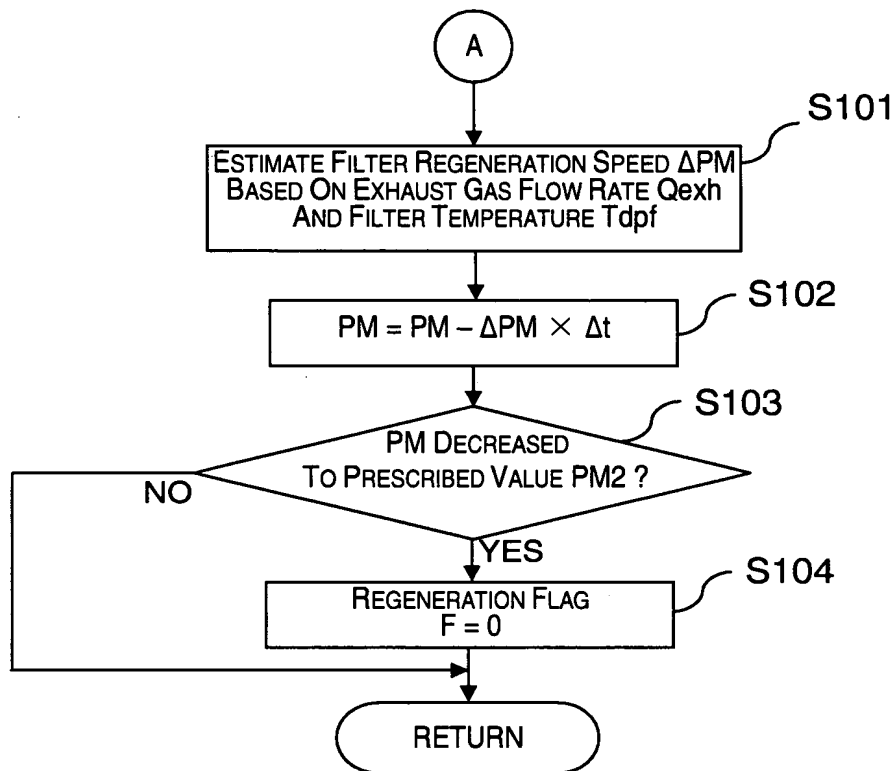 A
S101
ESTIMATE FILTER REGENERATION SPEED ΔPM
BASED ON EXHAUST GAS FLOW RATE Qexh
AND FILTER TEMPERATURE Tdpf
S102
PM = PM – ΔPM × Δt
S103
PM DECREASED
TO PRESCRIBED VALUE PM2 ?
NO
YES
S104
REGENERATION FLAG
F = 0
RETURN